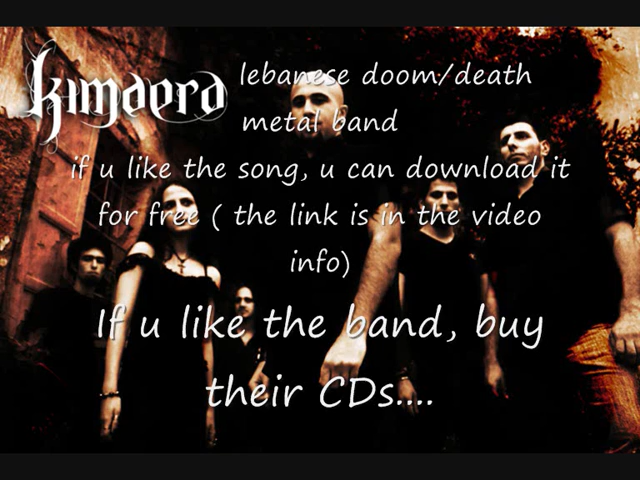 kimaera
lebanese doom/death
metal band
if u like the song, u can download it
for free ( the link is in the video
info)
If u like the band, buy
their CDs....